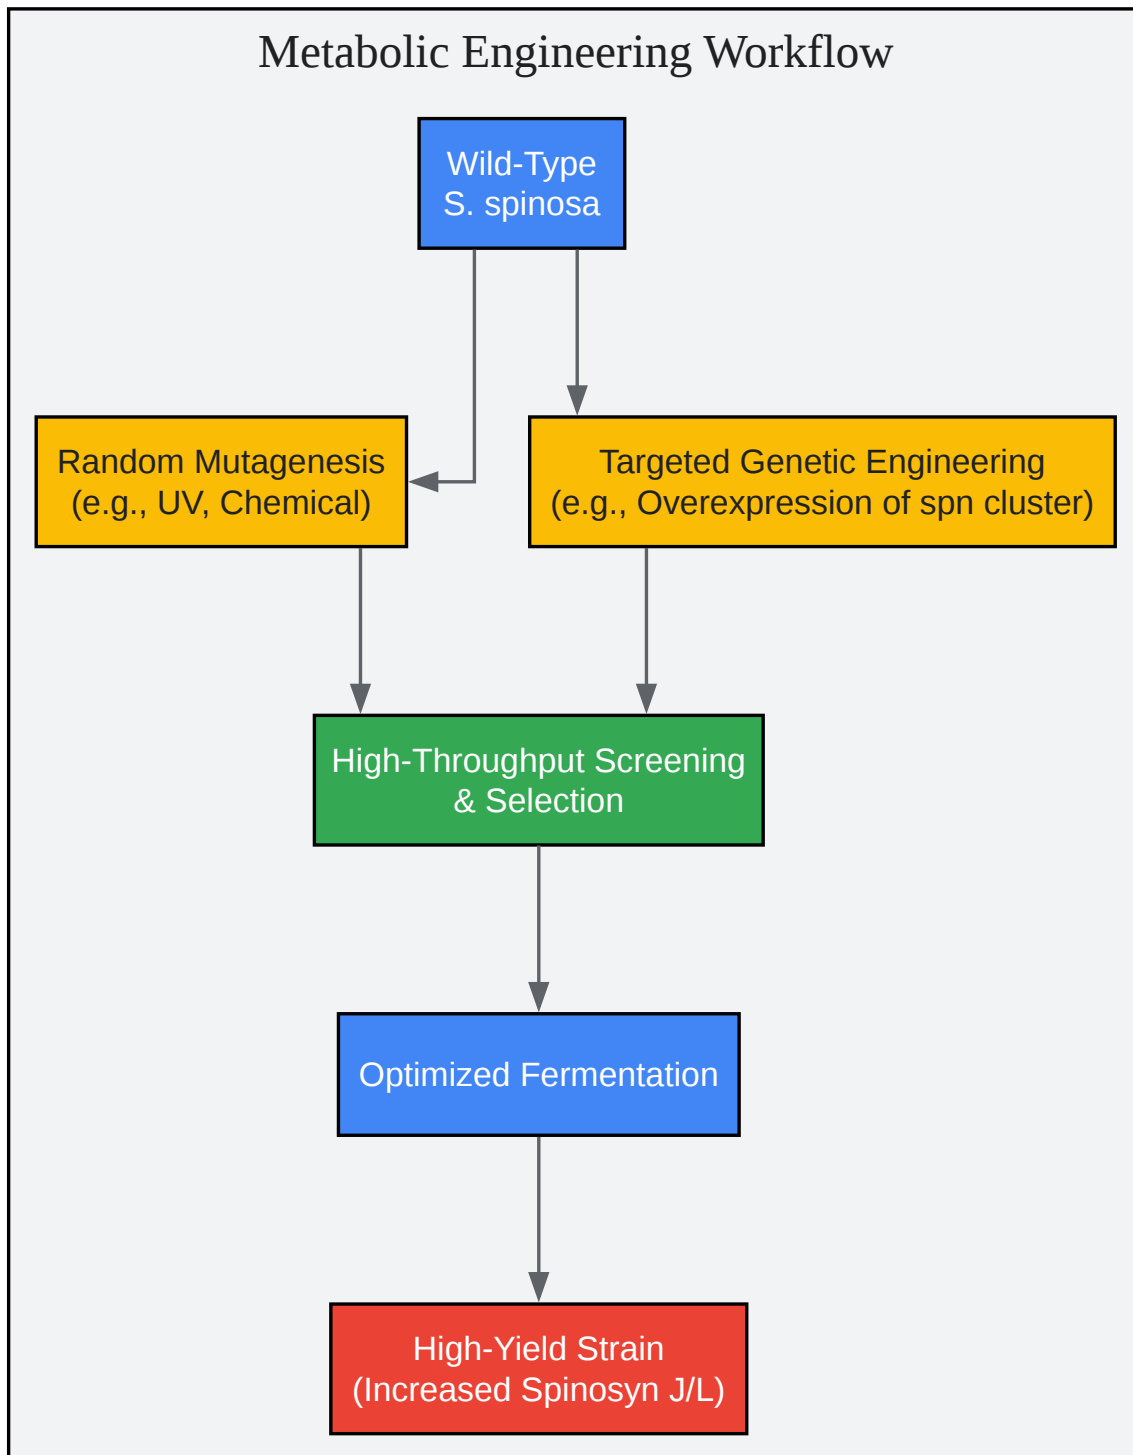 Metabolic Engineering Workflow
Wild-Type
S. spinosa
Random Mutagenesis
(e.g., UV, Chemical)
Targeted Genetic Engineering
(e.g., Overexpression of spn cluster)
High-Throughput Screening
& Selection
Optimized Fermentation
High-Yield Strain
(Increased Spinosyn J/L)